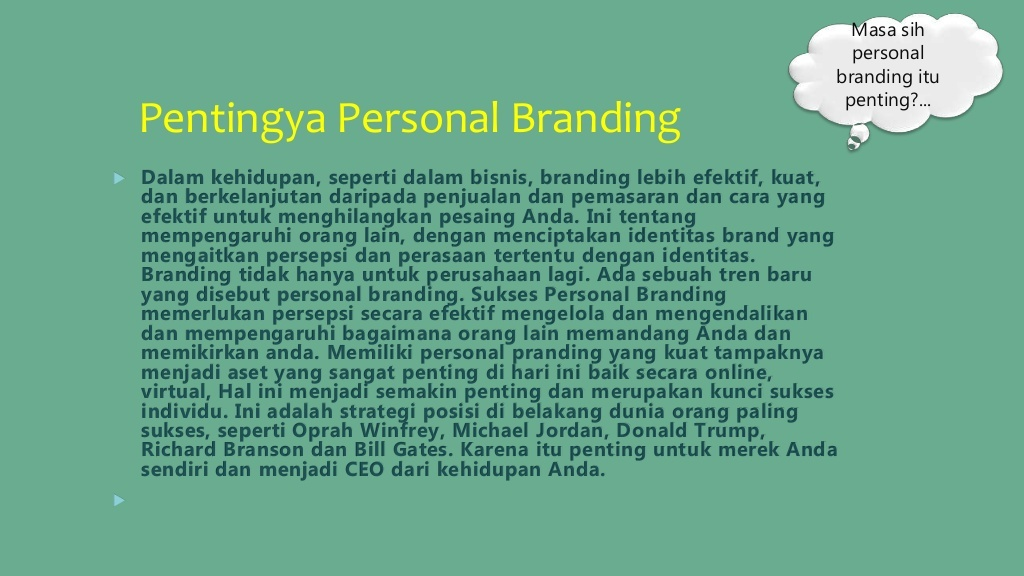 Masa sih
personal
branding itu
penting?...
Pentingya Personal Branding
Dalam kehidupan, seperti dalam bisnis, branding lebih efektif, kuat,
dan berkelanjutan daripada penjualan dan pemasaran dan cara yang
efektif untuk menghilangkan pesaing Anda. Ini tentang
mempengaruhi orang lain, dengan menciptakan identitas brand yang
mengaitkan persepsi dan perasaan tertentu dengan identitas.
Branding tidak hanya untuk perusahaan lagi. Ada sebuah tren baru
yang disebut personal branding. Sukses Personal Branding
memerlukan persepsi secara efektif mengelola dan mengendalikan
dan mempengaruhi bagaimana orang lain memandang Anda dan
memikirkan anda. Memiliki personal pranding yang kuat tampaknya
menjadi aset yang sangat penting di hari ini baik secara online,
virtual, Hal ini menjadi semakin penting dan merupakan kunci sukses
individu. Ini adalah strategi posisi di belakang dunia orang paling
sukses, seperti Oprah Winfrey, Michael Jordan, Donald Trump,
Richard Branson dan Bill Gates. Karena itu penting untuk merek Anda
sendiri dan menjadi CEO dari kehidupan Anda.